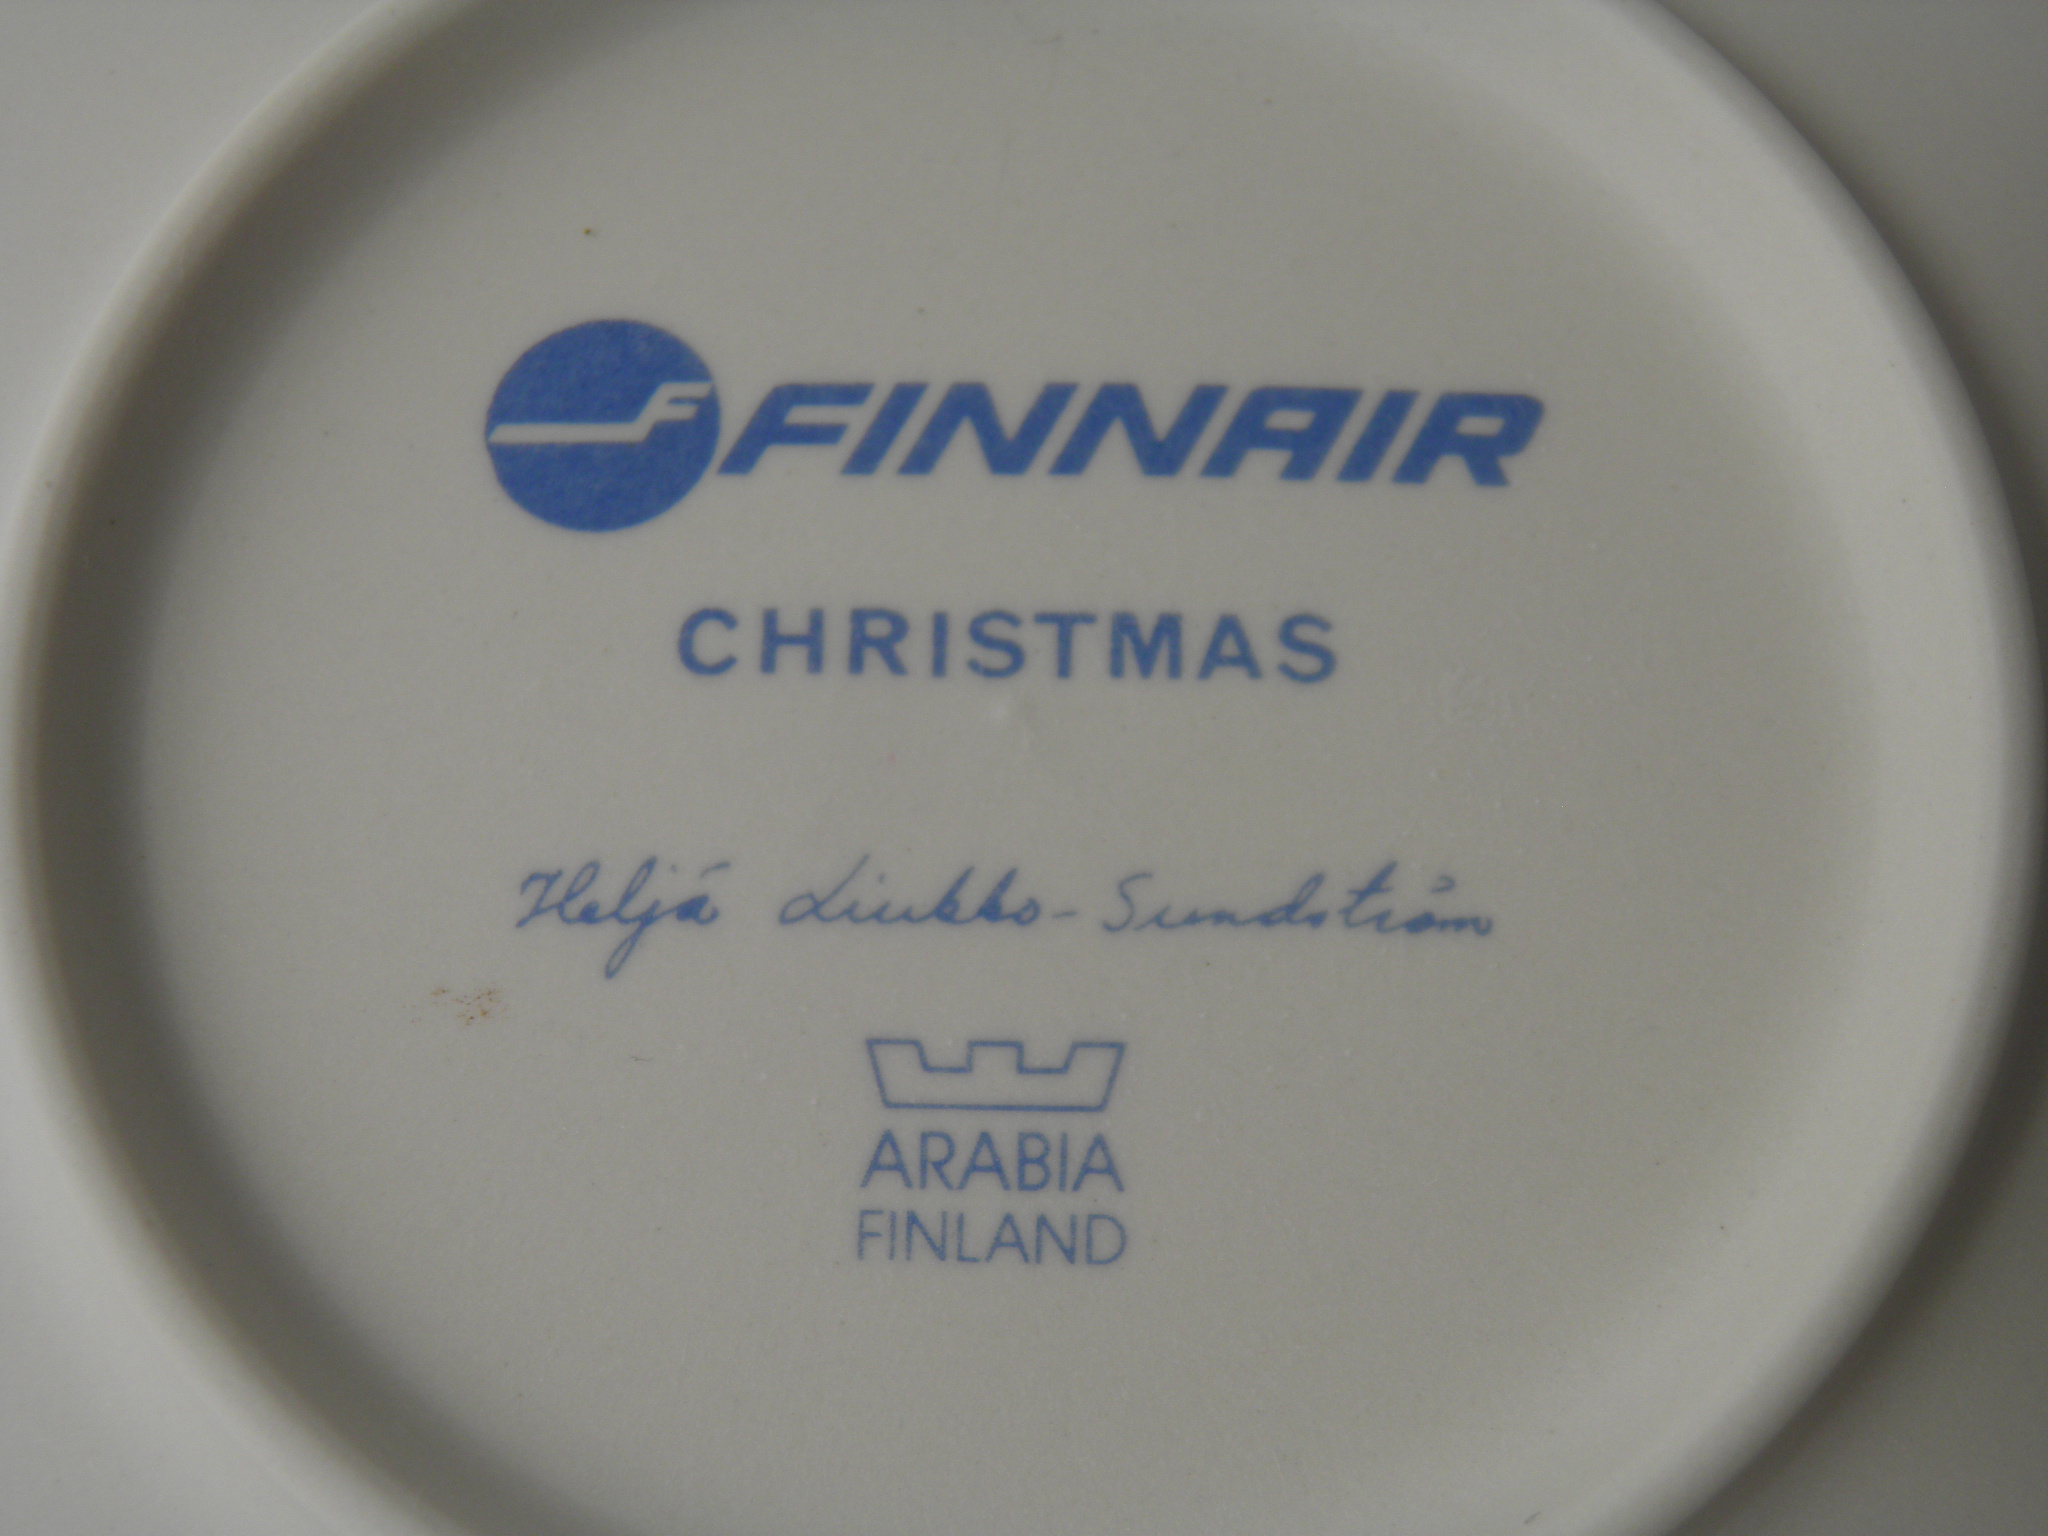 FINNAIR
CHRISTMAS
Heljä Liukko-Sundström
ARABIA
FINLAND